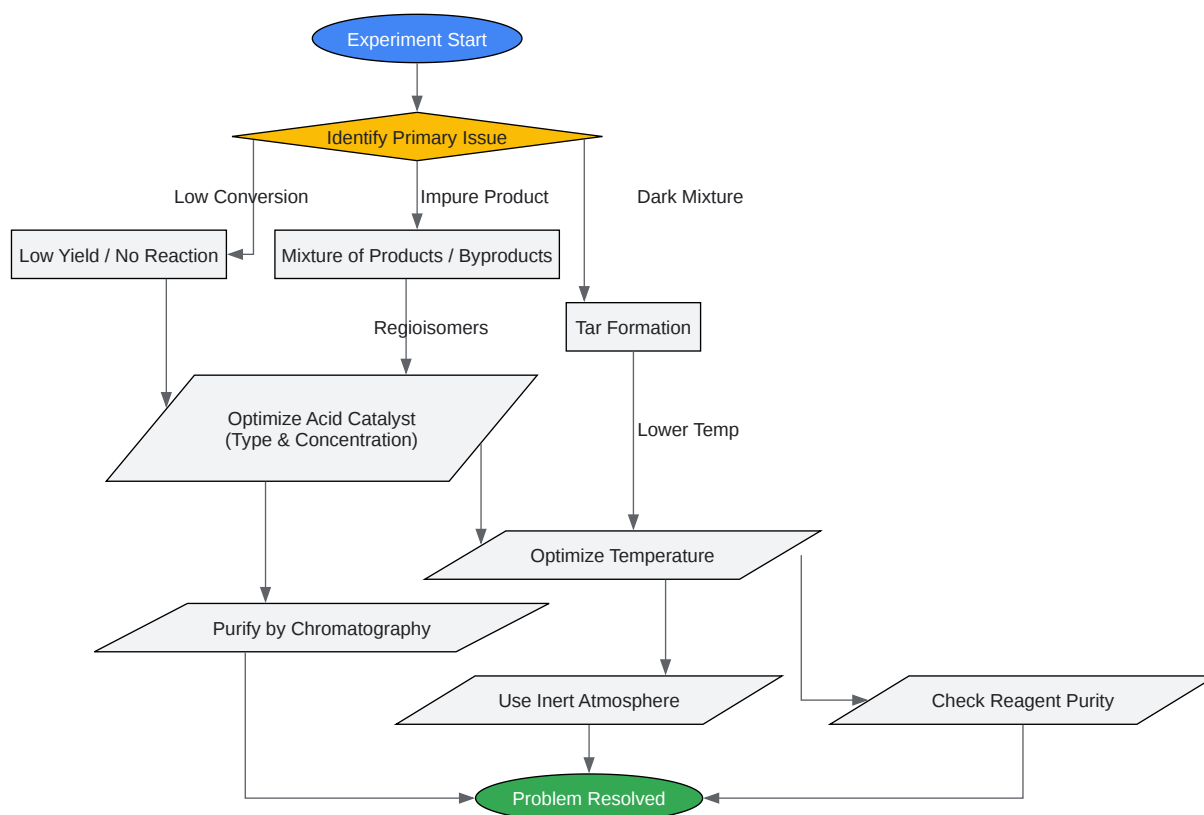 Experiment Start
Identify Primary Issue
Low Conversion
Impure Product
Dark Mixture
Low Yield / No Reaction
Mixture of Products / Byproducts
Tar Formation
Regioisomers
Optimize Acid Catalyst
(Type & Concentration)
Lower Temp
Optimize Temperature
Purify by Chromatography
Use Inert Atmosphere
Check Reagent Purity
Problem Resolved